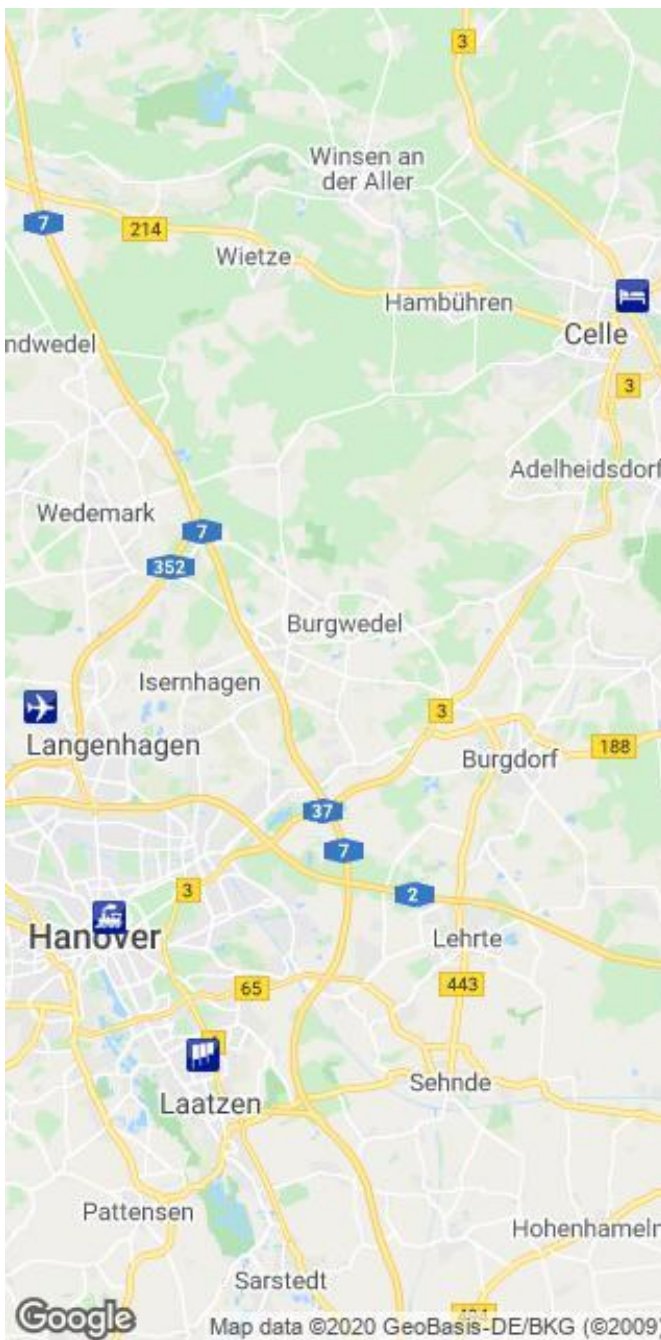 3
Winsen an
der Aller
7
214
Wietze
Hambühren
Celle
ndwedel
3
Adelheidsdorf
Wedemark
7
352
Burgwedel
Isernhagen
3
Langenhagen
188
Burgdorf
37
7
2
3
Hanover
Lehrte
65
443
Sehnde
Laatzen
Pattensen
Hohenhameln
Sarstedt
Google
Map data ©2020 GeoBasis-DE/BKG (©2009